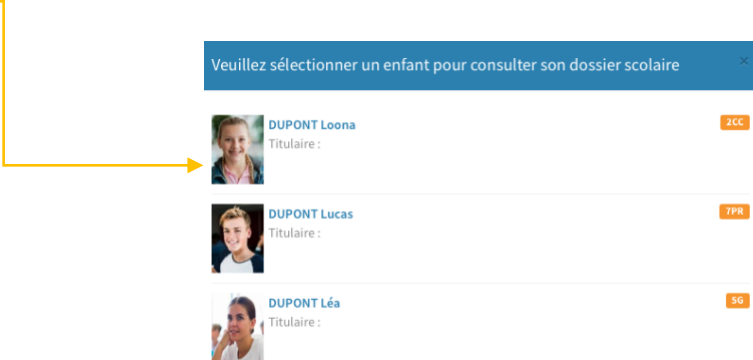 Veuillez sélectionner un enfant pour consulter son dossier scolaire ×
DUPONT Loona 2CC
Titulaire :
DUPONT Lucas 7PR
Titulaire :
DUPONT Léa 5G
Titulaire :